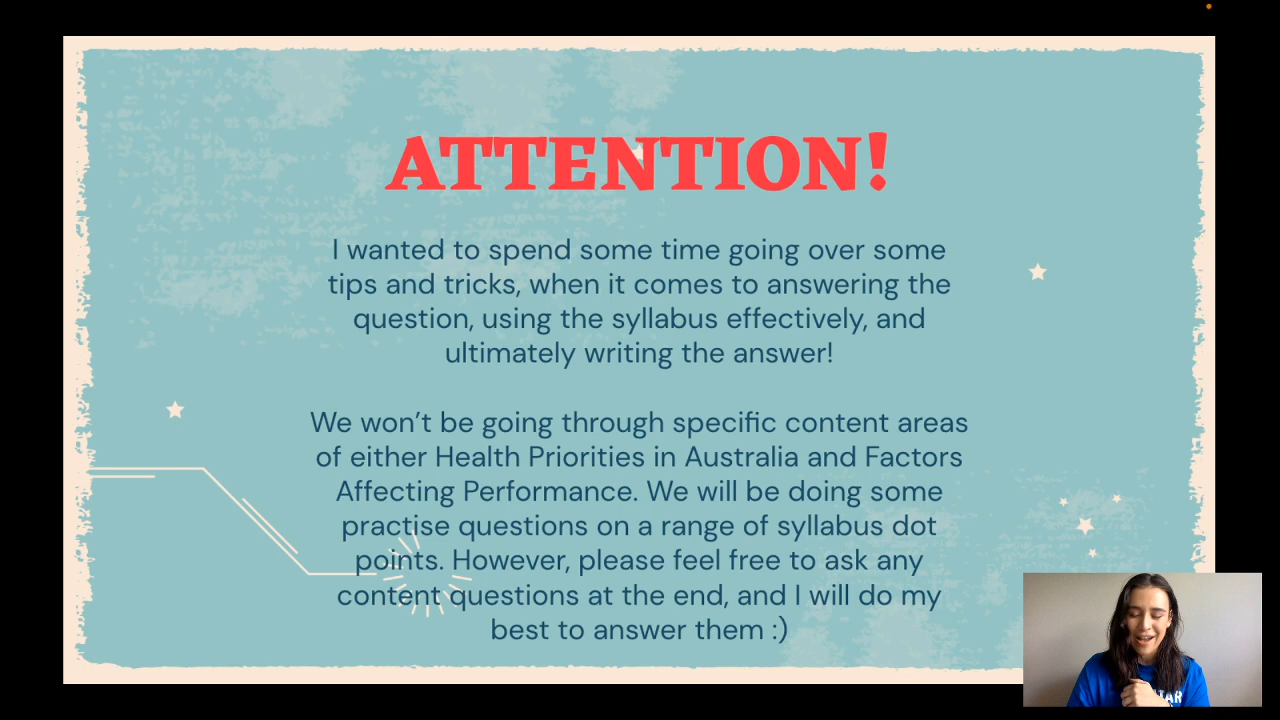 ATTENTION!
I wanted to spend some time going over some
tips and tricks, when it comes to answering the
question, using the syllabus effectively, and
ultimately writing the answer!
We won't be going through specific content areas
of either Health Priorities in Australia and Factors
Affecting Performance. We will be doing some
practise questions on a range of syllabus dot
points. However, please feel free to ask any
content questions at the end, and I will do my
best to answer them :)